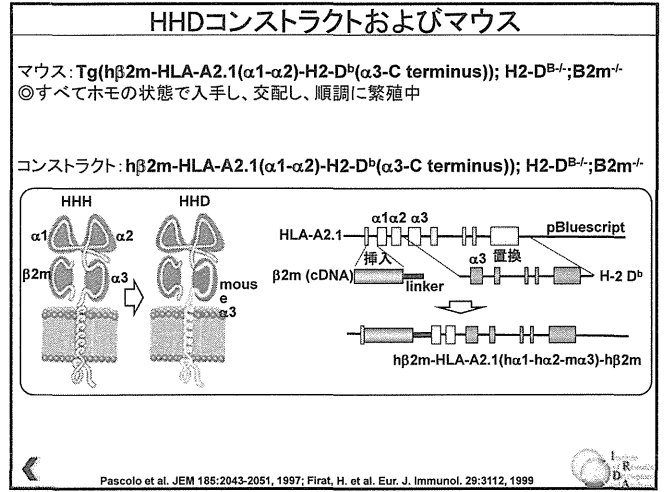 HHDコンストラクトおよびマウス
マウス:Tg(hβ2m-HLA-A2.1(α1-α2)-H2-Dᵇ(α3-C terminus)); H2-Dᴮ⁻/⁻;B2m⁻/⁻
◎すべてホモの状態で入手し、交配し、順調に繁殖中
コンストラクト:hβ2m-HLA-A2.1(α1-α2)-H2-Dᵇ(α3-C terminus)); H2-Dᴮ⁻/⁻;B2m⁻/⁻
HHH
HHD
α1
α2
β2m
α3
mous
e
α3
α1α2 α3
HLA-A2.1
pBluescript
挿入
α3
置換
β2m (cDNA)
linker
H-2 Dᵇ
hβ2m-HLA-A2.1(hα1-hα2-mα3)-hβ2m
Pascolo et al. JEM 185:2043-2051, 1997; Firat, H. et al. Eur. J. Immunol. 29:3112, 1999
I R
D A